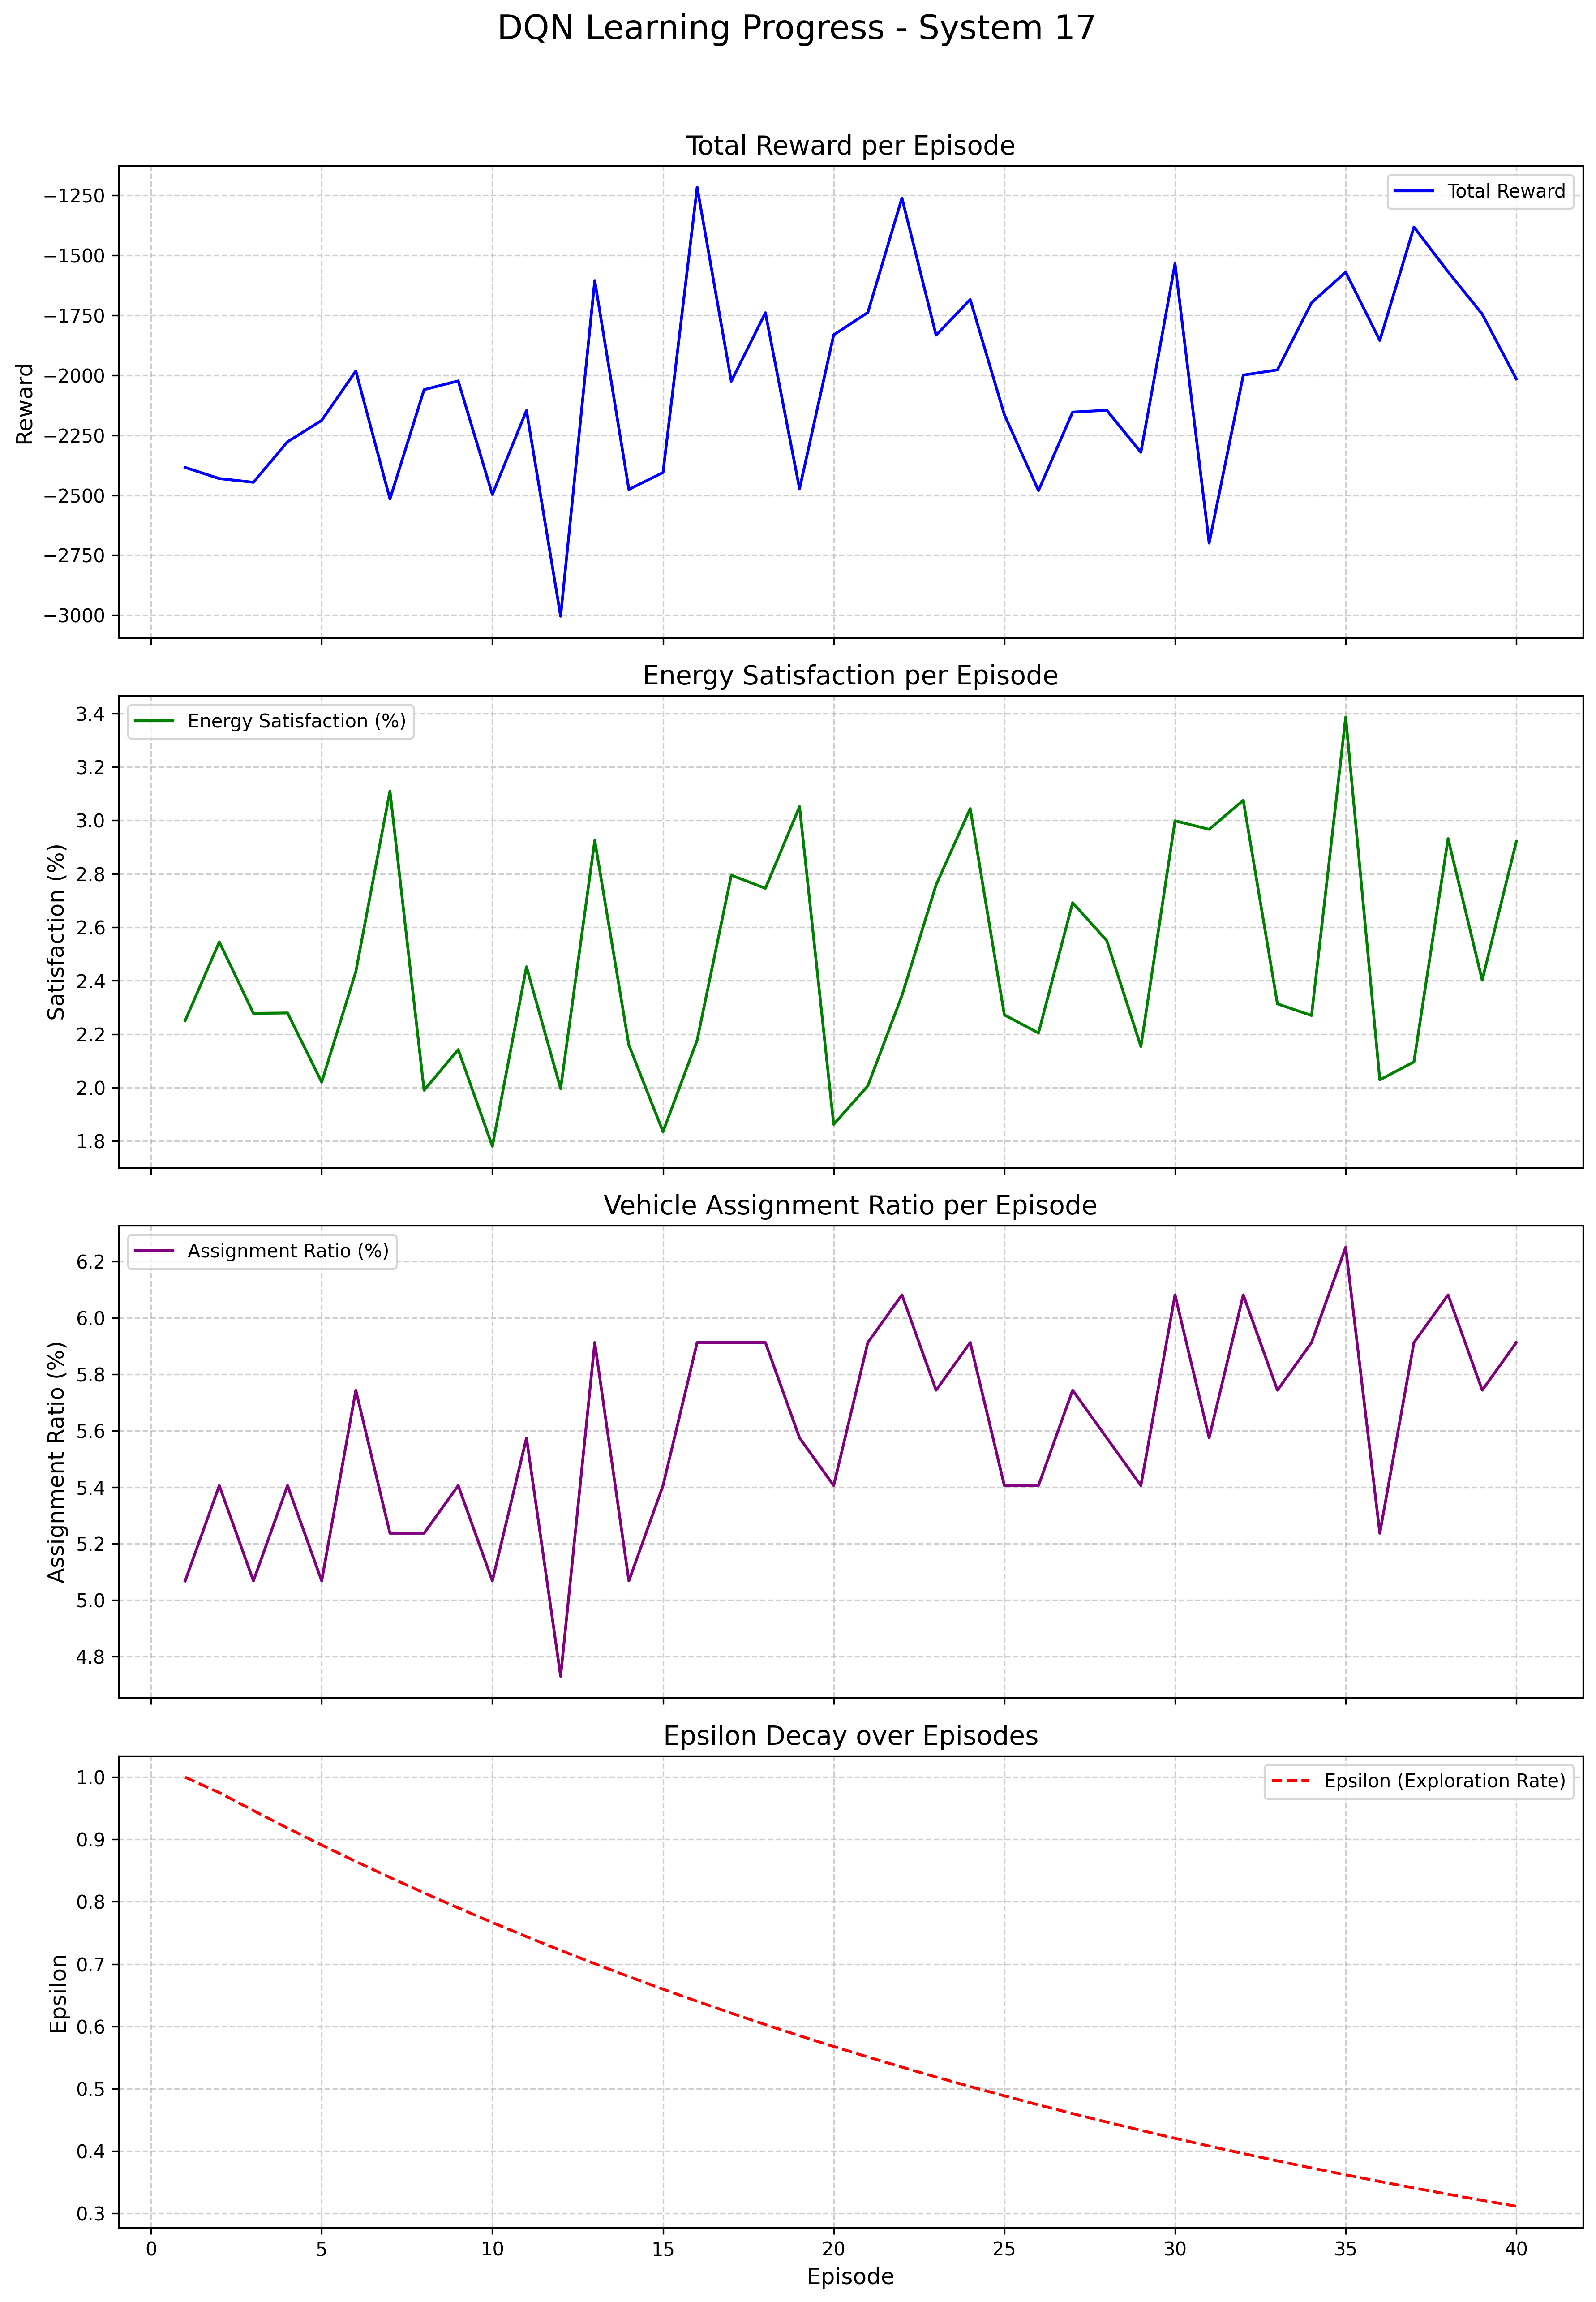 DQN Learning Progress - System 17
Total Reward per Episode
Total Reward
Reward
−1250
−1500
−1750
−2000
−2250
−2500
−2750
−3000
Energy Satisfaction per Episode
Energy Satisfaction (%)
Satisfaction (%)
3.4
3.2
3.0
2.8
2.6
2.4
2.2
2.0
1.8
Vehicle Assignment Ratio per Episode
Assignment Ratio (%)
Assignment Ratio (%)
6.2
6.0
5.8
5.6
5.4
5.2
5.0
4.8
Epsilon Decay over Episodes
Epsilon (Exploration Rate)
Epsilon
1.0
0.9
0.8
0.7
0.6
0.5
0.4
0.3
0 5 10 15 20 25 30 35 40
Episode